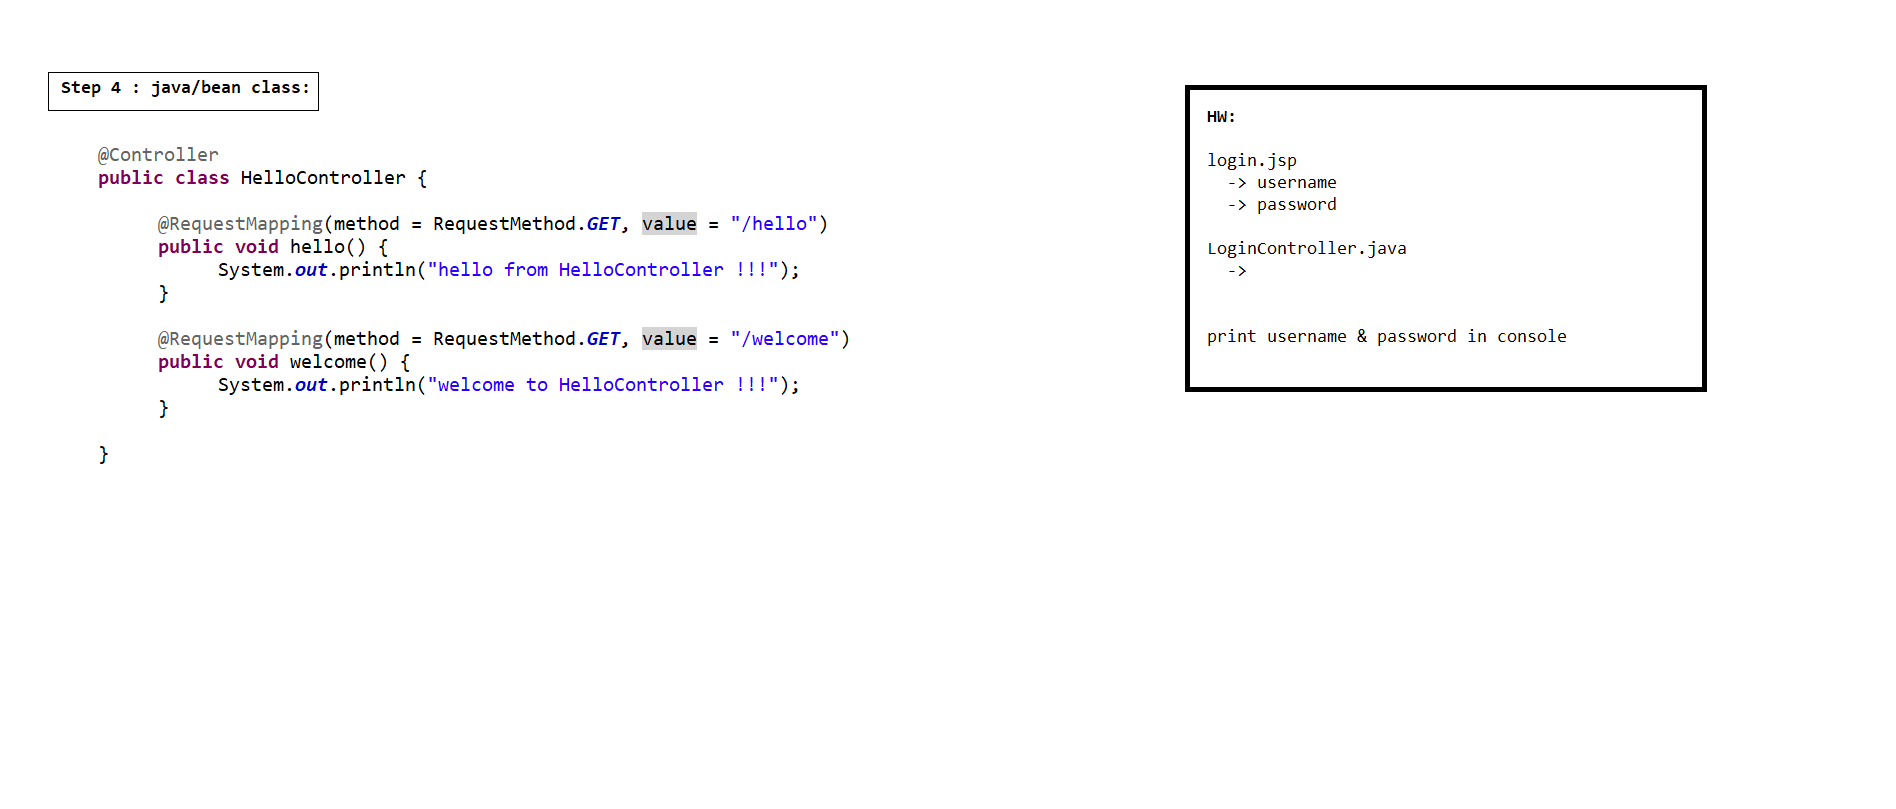 Step 4 : java/bean class:
@Controller
public class HelloController {
@RequestMapping(method = RequestMethod.GET, value = "/hello")
public void hello() {
System.out.println("hello from HelloController !!!");
}
@RequestMapping(method = RequestMethod.GET, value = "/welcome")
public void welcome() {
System.out.println("welcome to HelloController !!!");
}
}
HW:
login.jsp
-> username
-> password
LoginController.java
->
print username & password in console